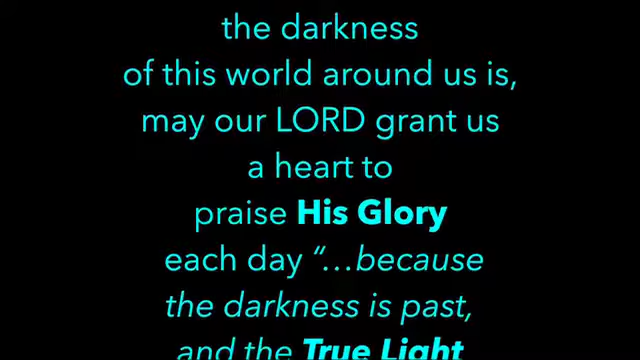 the darkness
of this world around us is,
may our LORD grant us
a heart to
praise His Glory
each day “…because
the darkness is past,
and the True Light